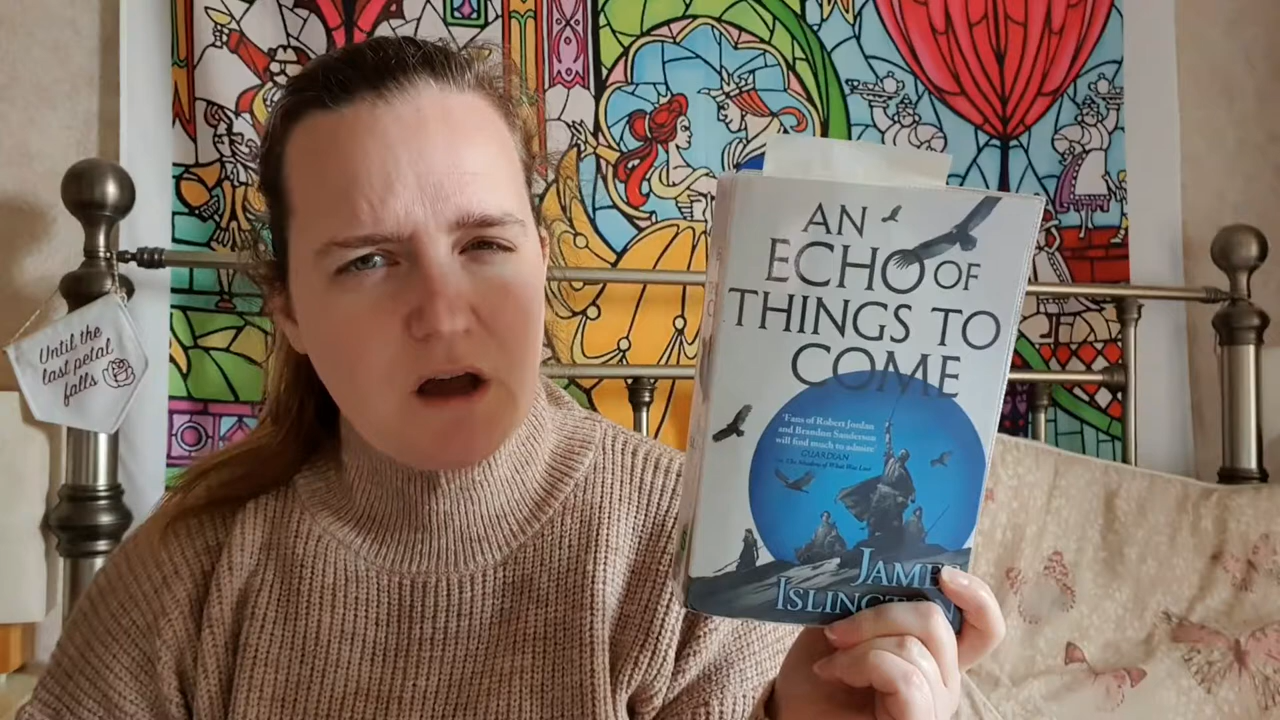 Until the
last petal
falls
AN
ECHO OF
THINGS TO
COME
'Fans of Robert Jordan
and Brandon Sanderson
will find much to admire'
GUARDIAN
on The Shadow of What Was Lost
JAMES
ISLINGTON